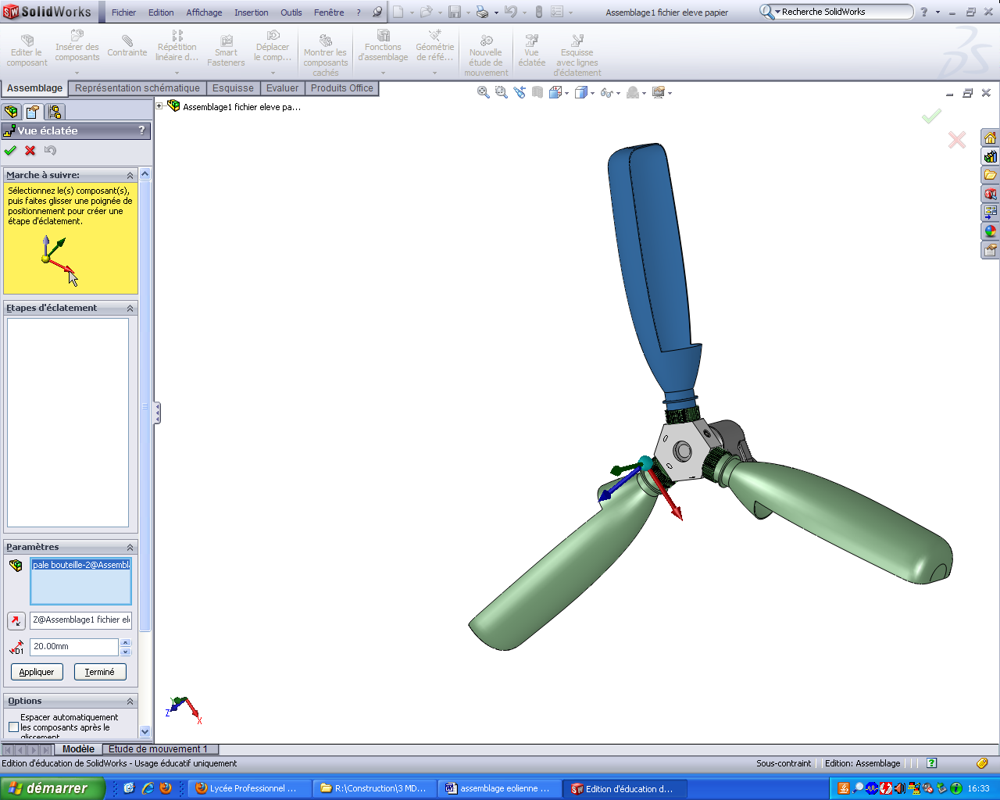 SolidWorks
Fichier Edition Affichage Insertion Outils Fenêtre ?
Assemblage1 fichier eleve papier
Recherche SolidWorks
?
Editer le composant
Insérer des composants
Contrainte
Répétition linéaire d...
Smart Fasteners
Déplacer le comp...
Montrer les composants cachés
Fonctions d'assemblage
Géométrie de réfé...
Nouvelle étude de mouvement
Vue éclatée
Esquisse avec lignes d'éclatement
Assemblage Représentation schématique Esquisse Evaluer Produits Office
Assemblage1 fichier eleve pa...
Vue éclatée ?
Marche à suivre:
Sélectionnez le(s) composant(s),
puis faites glisser une poignée de
positionnement pour créer une
étape d'éclatement.
Etapes d'éclatement
Paramètres
pale bouteille-2@Assembl
Z@Assemblage1 fichier el
D1
20.00mm
Appliquer Terminé
Options
Espacer automatiquement
les composants après le
glissement
Z
X
Modèle Etude de mouvement 1
Edition d'éducation de SolidWorks - Usage éducatif uniquement
Sous-contraint Edition: Assemblage ?
démarrer
Lycée Professionnel ...
R:\Construction\3 MD...
assemblage eolienne ...
Edition d'éducation d...
16:33